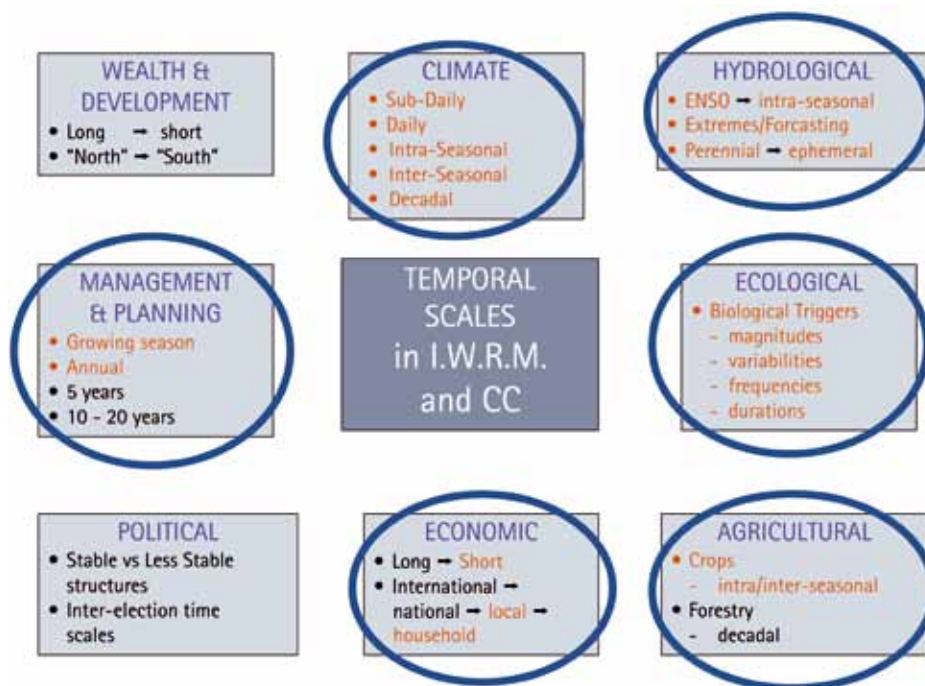 WEALTH &
DEVELOPMENT
• Long → short
• "North" → "South"
CLIMATE
• Sub-Daily
• Daily
• Intra-Seasonal
• Inter-Seasonal
• Decadal
HYDROLOGICAL
• ENSO → intra-seasonal
• Extremes/Forcasting
• Perennial → ephemeral
MANAGEMENT
& PLANNING
• Growing season
• Annual
• 5 years
• 10 - 20 years
TEMPORAL
SCALES
in I.W.R.M.
and CC
ECOLOGICAL
• Biological Triggers
- magnitudes
- variabilities
- frequencies
- durations
POLITICAL
• Stable vs Less Stable
structures
• Inter-election time
scales
ECONOMIC
• Long → Short
• International →
national → local →
household
AGRICULTURAL
• Crops
- intra/inter-seasonal
• Forestry
- decadal